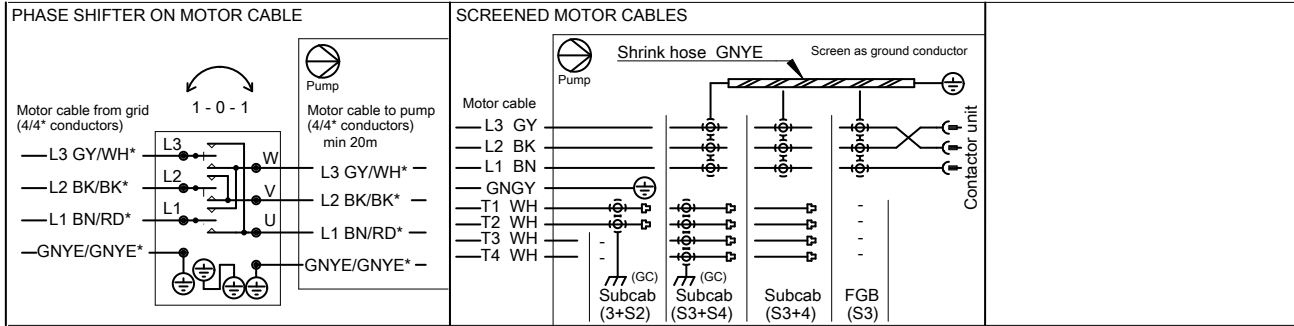 PHASE SHIFTER ON MOTOR CABLE
Pump
1 - 0 - 1
Motor cable from grid
(4/4* conductors)
Motor cable to pump
(4/4* conductors)
min 20m
L3 GY/WH*
L3
W
L3 GY/WH*
L2 BK/BK*
L2
V
L2 BK/BK*
L1 BN/RD*
L1
U
L1 BN/RD*
GNYE/GNYE*
GNYE/GNYE*
SCREENED MOTOR CABLES
Pump
Shrink hose GNYE
Screen as ground conductor
Motor cable
L3 GY
L2 BK
L1 BN
GNGY
T1 WH
-
T2 WH
-
T3 WH
-
-
T4 WH
-
-
Contactor unit
(GC)
(GC)
Subcab
(3+S2)
Subcab
(S3+S4)
Subcab
(S3+4)
FGB
(S3)